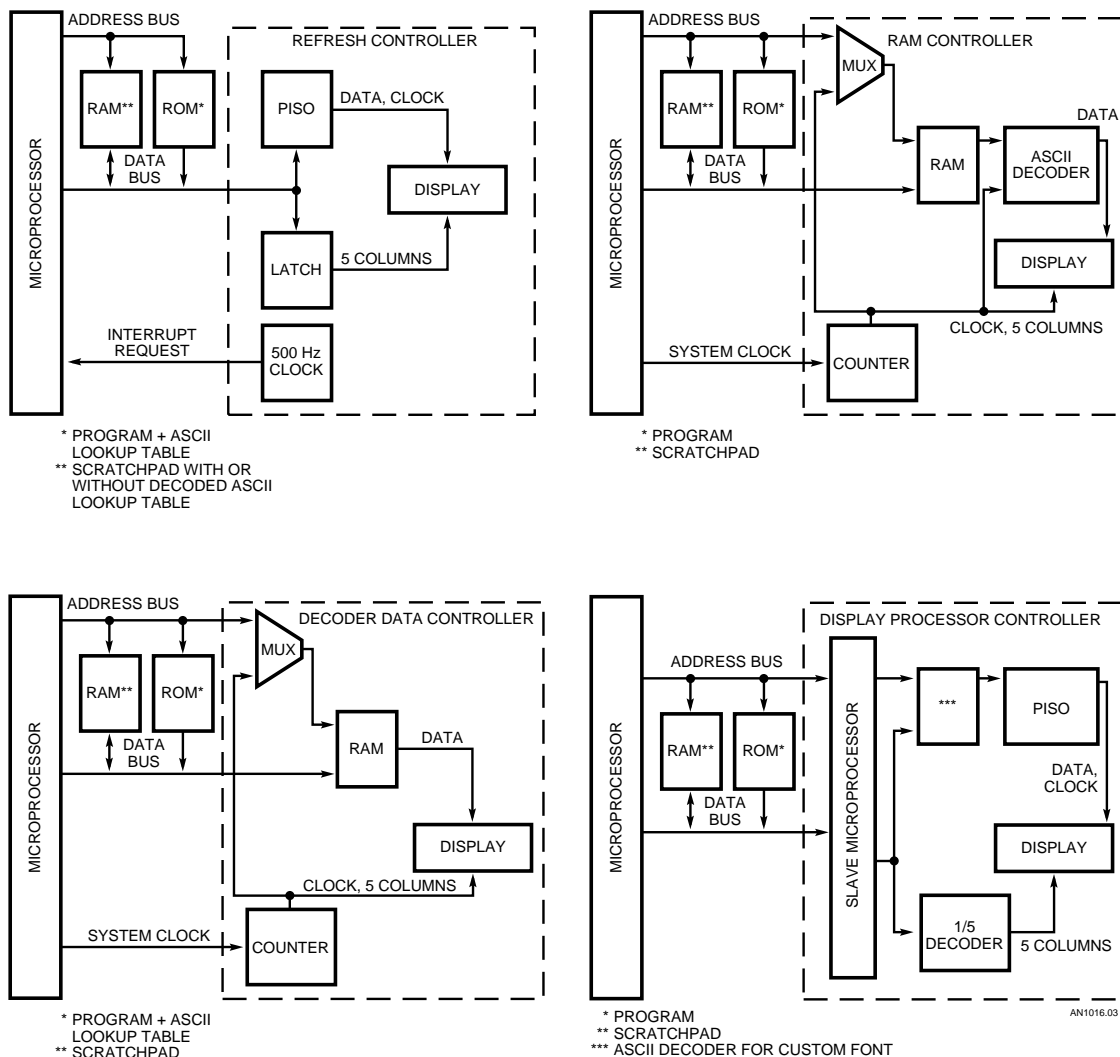 ADDRESS BUS
REFRESH CONTROLLER
MICROPROCESSOR
RAM**
ROM*
PISO
DATA, CLOCK
DATA
BUS
DISPLAY
LATCH
5 COLUMNS
INTERRUPT
REQUEST
500 Hz
CLOCK
* PROGRAM + ASCII
LOOKUP TABLE
** SCRATCHPAD WITH OR
WITHOUT DECODED ASCII
LOOKUP TABLE
ADDRESS BUS
RAM CONTROLLER
MICROPROCESSOR
MUX
RAM**
ROM*
DATA
BUS
RAM
ASCII
DECODER
DATA
DISPLAY
CLOCK, 5 COLUMNS
SYSTEM CLOCK
COUNTER
* PROGRAM
** SCRATCHPAD
ADDRESS BUS
DECODER DATA CONTROLLER
MICROPROCESSOR
MUX
RAM**
ROM*
DATA
BUS
RAM
DATA
DISPLAY
CLOCK, 5 COLUMNS
SYSTEM CLOCK
COUNTER
* PROGRAM + ASCII
LOOKUP TABLE
** SCRATCHPAD
DISPLAY PROCESSOR CONTROLLER
ADDRESS BUS
MICROPROCESSOR
RAM**
ROM*
DATA
BUS
SLAVE MICROPROCESSOR
***
PISO
DATA,
CLOCK
DISPLAY
1/5
DECODER
5 COLUMNS
AN1016.03
* PROGRAM
** SCRATCHPAD
*** ASCII DECODER FOR CUSTOM FONT